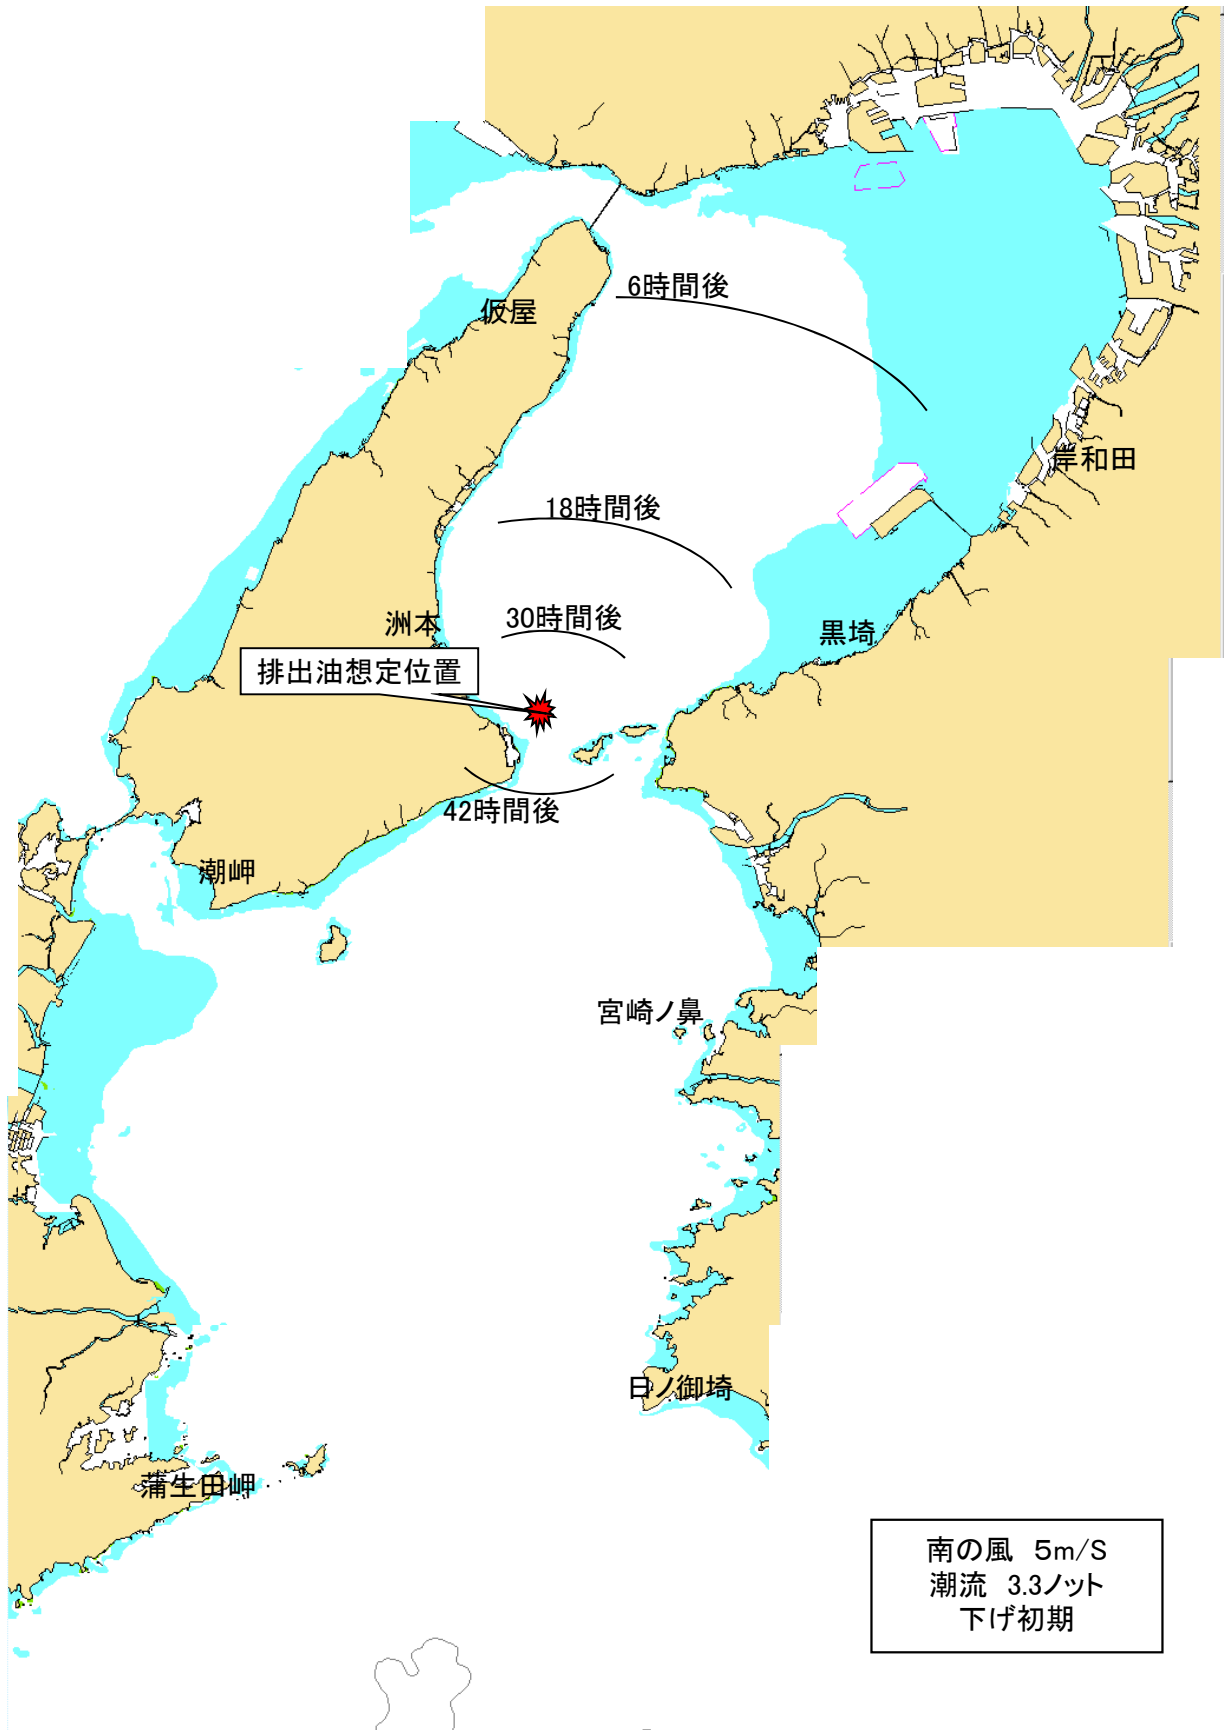 6時間後
仮屋
岸和田
18時間後
30時間後
洲本
黒埼
排出油想定位置
42時間後
潮岬
宮崎ノ鼻
日ノ御埼
蒲生田岬
南の風 5m/S
潮流 3.3ノット
下げ初期